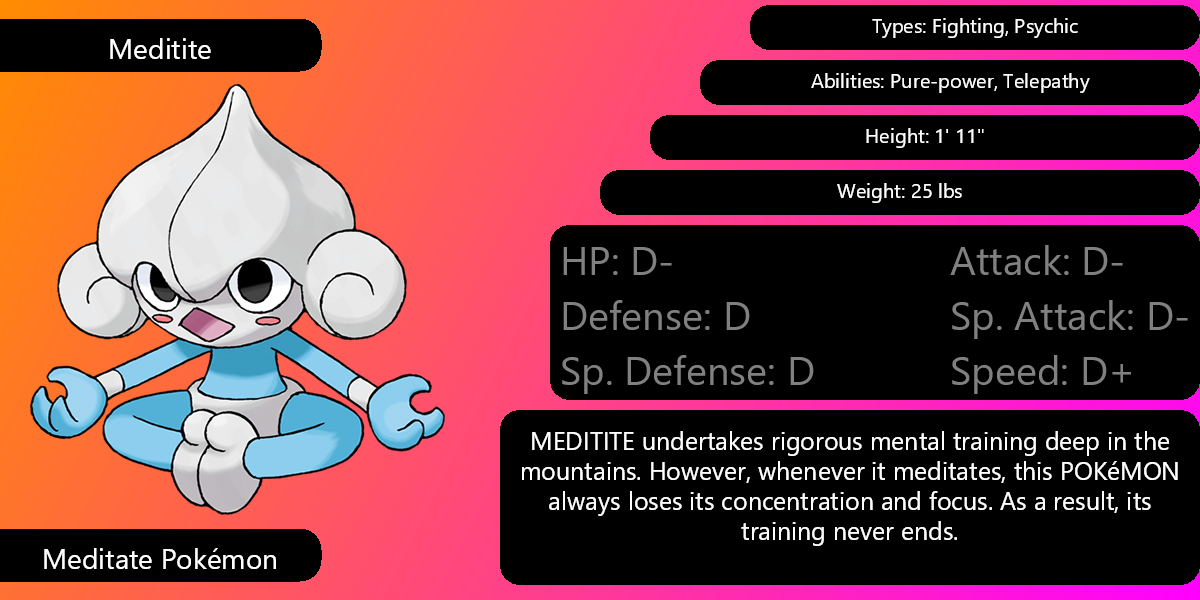 Meditite
Types: Fighting, Psychic
Abilities: Pure-power, Telepathy
Height: 1' 11"
Weight: 25 lbs
HP: D-
Attack: D-
Defense: D
Sp. Attack: D-
Sp. Defense: D
Speed: D+
MEDITITE undertakes rigorous mental training deep in the
mountains. However, whenever it meditates, this POKéMON
always loses its concentration and focus. As a result, its
training never ends.
Meditate Pokémon